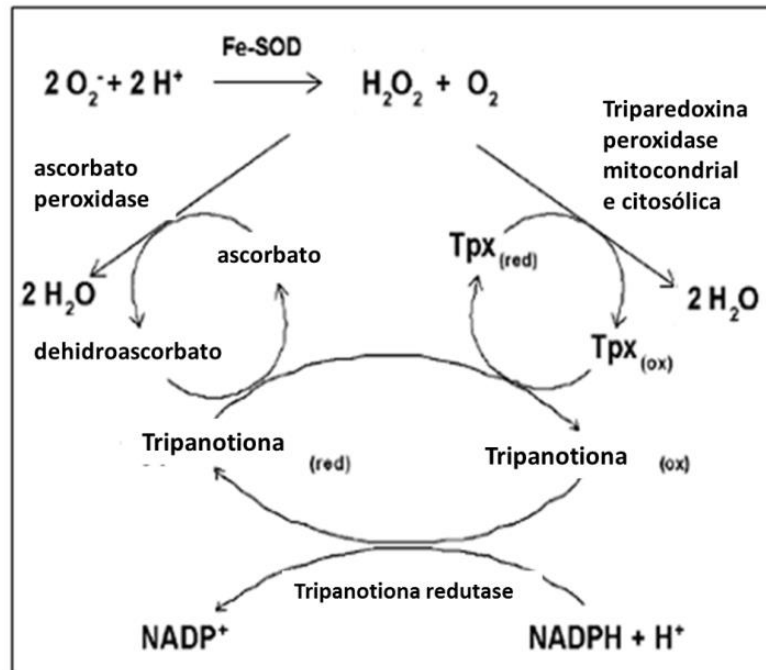 Fe-SOD
2 O₂⁻ + 2 H⁺
H₂O₂ + O₂
Triparedoxina
peroxidase
mitocondrial
e citosólica
ascorbato
peroxidase
ascorbato
Tpx (red)
2 H₂O
2 H₂O
dehidroascorbato
Tpx (ox)
Tripanotiona (red)
Tripanotiona (ox)
Tripanotiona redutase
NADP⁺
NADPH + H⁺